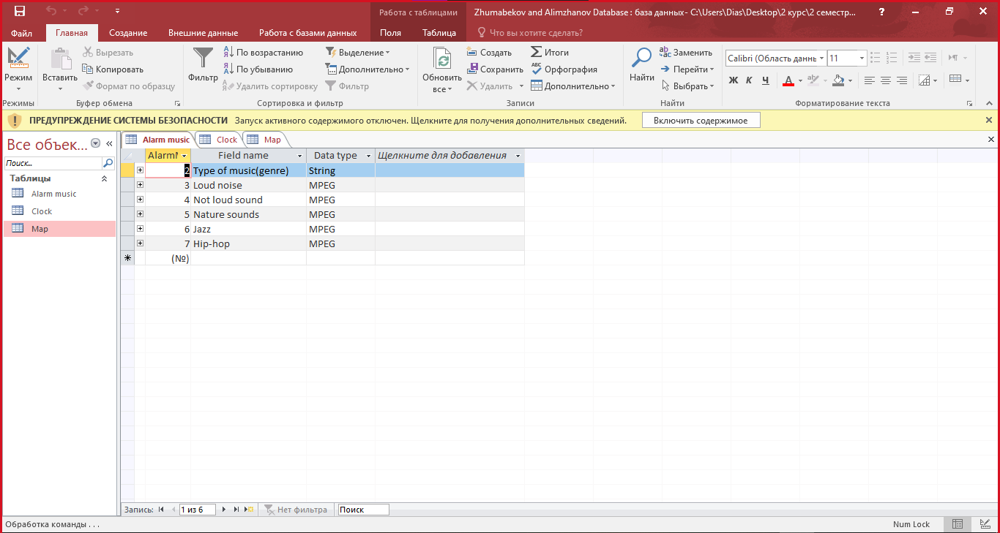 Работа с таблицами
Zhumabekov and Alimzhanov Database : база данных- C:\Users\Dias\Desktop\2 курс\2 семестр...
?
Файл Главная Создание Внешние данные Работа с базами данных Поля Таблица Что вы хотите сделать?
Режим
Режимы
Вставить
Вырезать
Копировать
Формат по образцу
Буфер обмена
Фильтр
По возрастанию
По убыванию
Удалить сортировку
Выделение
Дополнительно
Фильтр
Сортировка и фильтр
Обновить
все
Создать
Сохранить
Удалить
Итоги
Орфография
Дополнительно
Записи
Найти
Заменить
Перейти
Выбрать
Найти
Calibri (Область даннь 11
Ж К Ч А
Форматирование текста
ПРЕДУПРЕЖДЕНИЕ СИСТЕМЫ БЕЗОПАСНОСТИ Запуск активного содержимого отключен. Щелкните для получения дополнительных сведений. Включить содержимое
Все объек...
Поиск...
Таблицы
Alarm music
Clock
Map
Alarm music Clock Map
AlarmM Field name Data type Щелкните для добавления
2 Type of music(genre) String
3 Loud noise MPEG
4 Not loud sound MPEG
5 Nature sounds MPEG
6 Jazz MPEG
7 Hip-hop MPEG
(№)
Запись: 1 из 6 Нет фильтра Поиск
Обработка команды . . . Num Lock